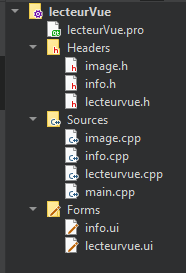 lecteurVue
lecteurVue.pro
Headers
image.h
info.h
lecteurvue.h
Sources
image.cpp
info.cpp
lecteurvue.cpp
main.cpp
Forms
info.ui
lecteurvue.ui